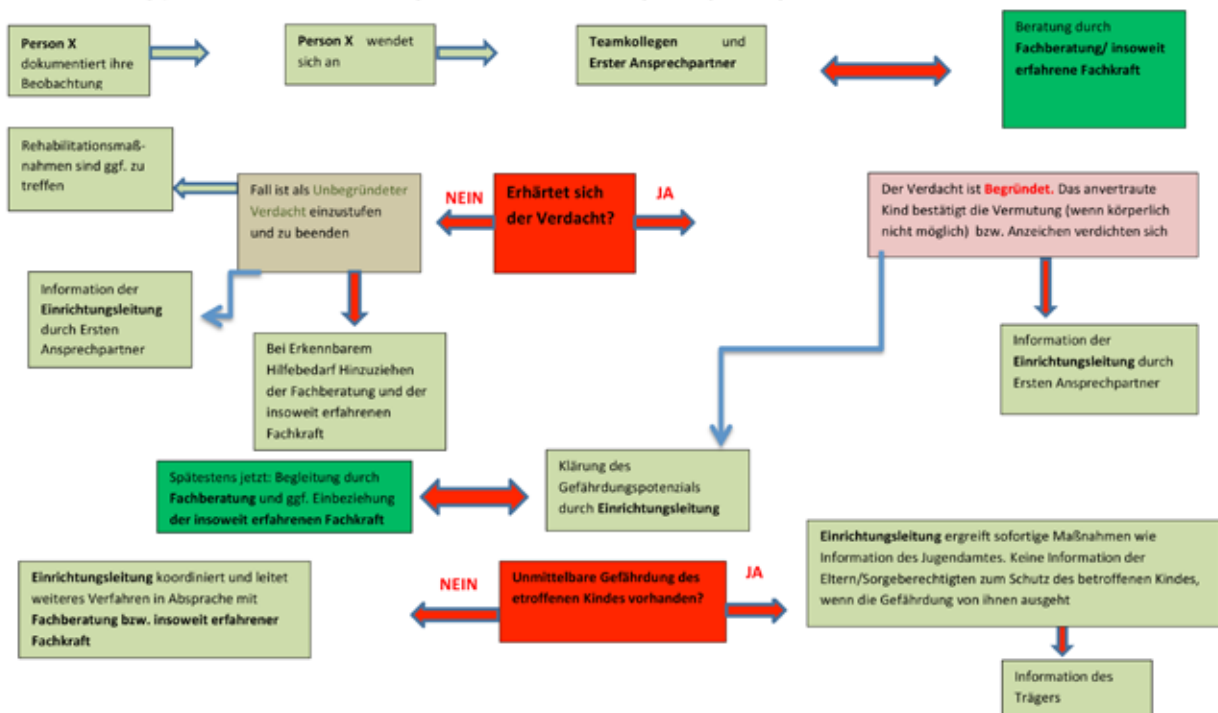 Person X
dokumentiert ihre
Beobachtung
Person X wendet
sich an
Teamkollegen und
Erster Ansprechpartner
Beratung durch
Fachberatung/ insoweit
erfahrene Fachkraft
Rehabilitationsmaß-
nahmen sind ggf. zu
treffen
Fall ist als Unbegründeter
Verdacht einzustufen
und zu beenden
NEIN
Erhärtet sich
der Verdacht?
JA
Der Verdacht ist Begründet. Das anvertraute
Kind bestätigt die Vermutung (wenn körperlich
nicht möglich) bzw. Anzeichen verdichten sich
Information der
Einrichtungsleitung
durch Ersten
Ansprechpartner
Bei Erkennbarem
Hilfebedarf Hinzuziehen
der Fachberatung und der
insoweit erfahrenen
Fachkraft
Information der
Einrichtungsleitung durch
Ersten Ansprechpartner
Spätestens jetzt: Begleitung durch
Fachberatung und ggf. Einbeziehung
der insoweit erfahrenen Fachkraft
Klärung des
Gefährdungspotenzials
durch Einrichtungsleitung
Einrichtungsleitung koordiniert und leitet
weiteres Verfahren in Absprache mit
Fachberatung bzw. insoweit erfahrener
Fachkraft
NEIN
Unmittelbare Gefährdung des
etroffenen Kindes vorhanden?
JA
Einrichtungsleitung ergreift sofortige Maßnahmen wie
Information des Jugendamtes. Keine Information der
Eltern/Sorgeberechtigten zum Schutz des betroffenen Kindes,
wenn die Gefährdung von ihnen ausgeht
Information des
Trägers